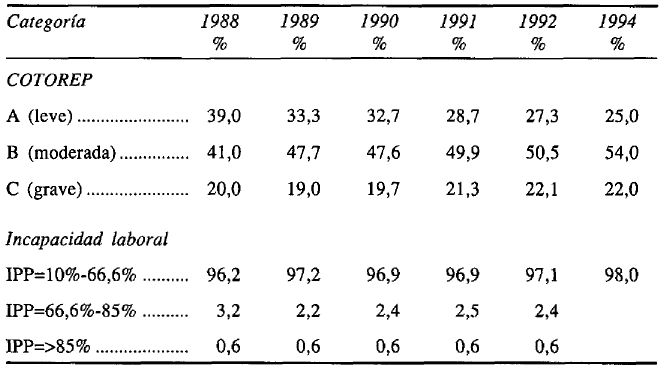 Categoría 1988 1989 1990 1991 1992 1994
% % % % % %
COTOREP
A (leve) ........................ 39,0 33,3 32,7 28,7 27,3 25,0
B (moderada)............... 41,0 47,7 47,6 49,9 50,5 54,0
C (grave) ...................... 20,0 19,0 19,7 21,3 22,1 22,0
Incapacidad laboral
IPP=10%-66,6% .......... 96,2 97,2 96,9 96,9 97,1 98,0
IPP=66,6%-85% .......... 3,2 2,2 2,4 2,5 2,4
IPP=>85% .................... 0,6 0,6 0,6 0,6 0,6